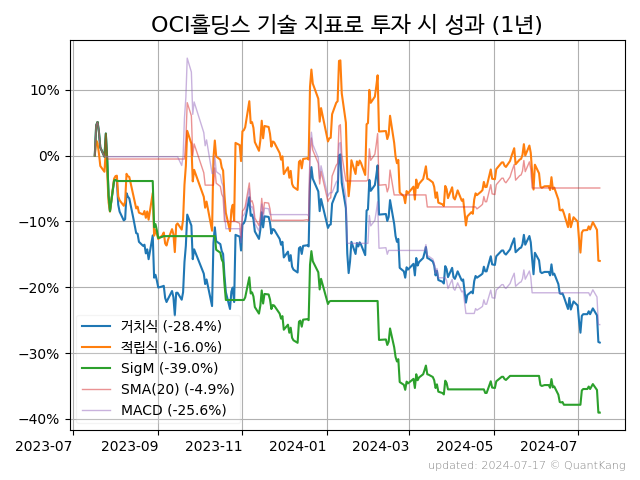 OCI홀딩스 기술 지표로 투자 시 성과 (1년)
10%
0%
−10%
−20%
−30%
−40%
거치식 (-28.4%)
적립식 (-16.0%)
SigM (-39.0%)
SMA(20) (-4.9%)
MACD (-25.6%)
2023-07 2023-09 2023-11 2024-01 2024-03 2024-05 2024-07
updated: 2024-07-17 © QuantKang